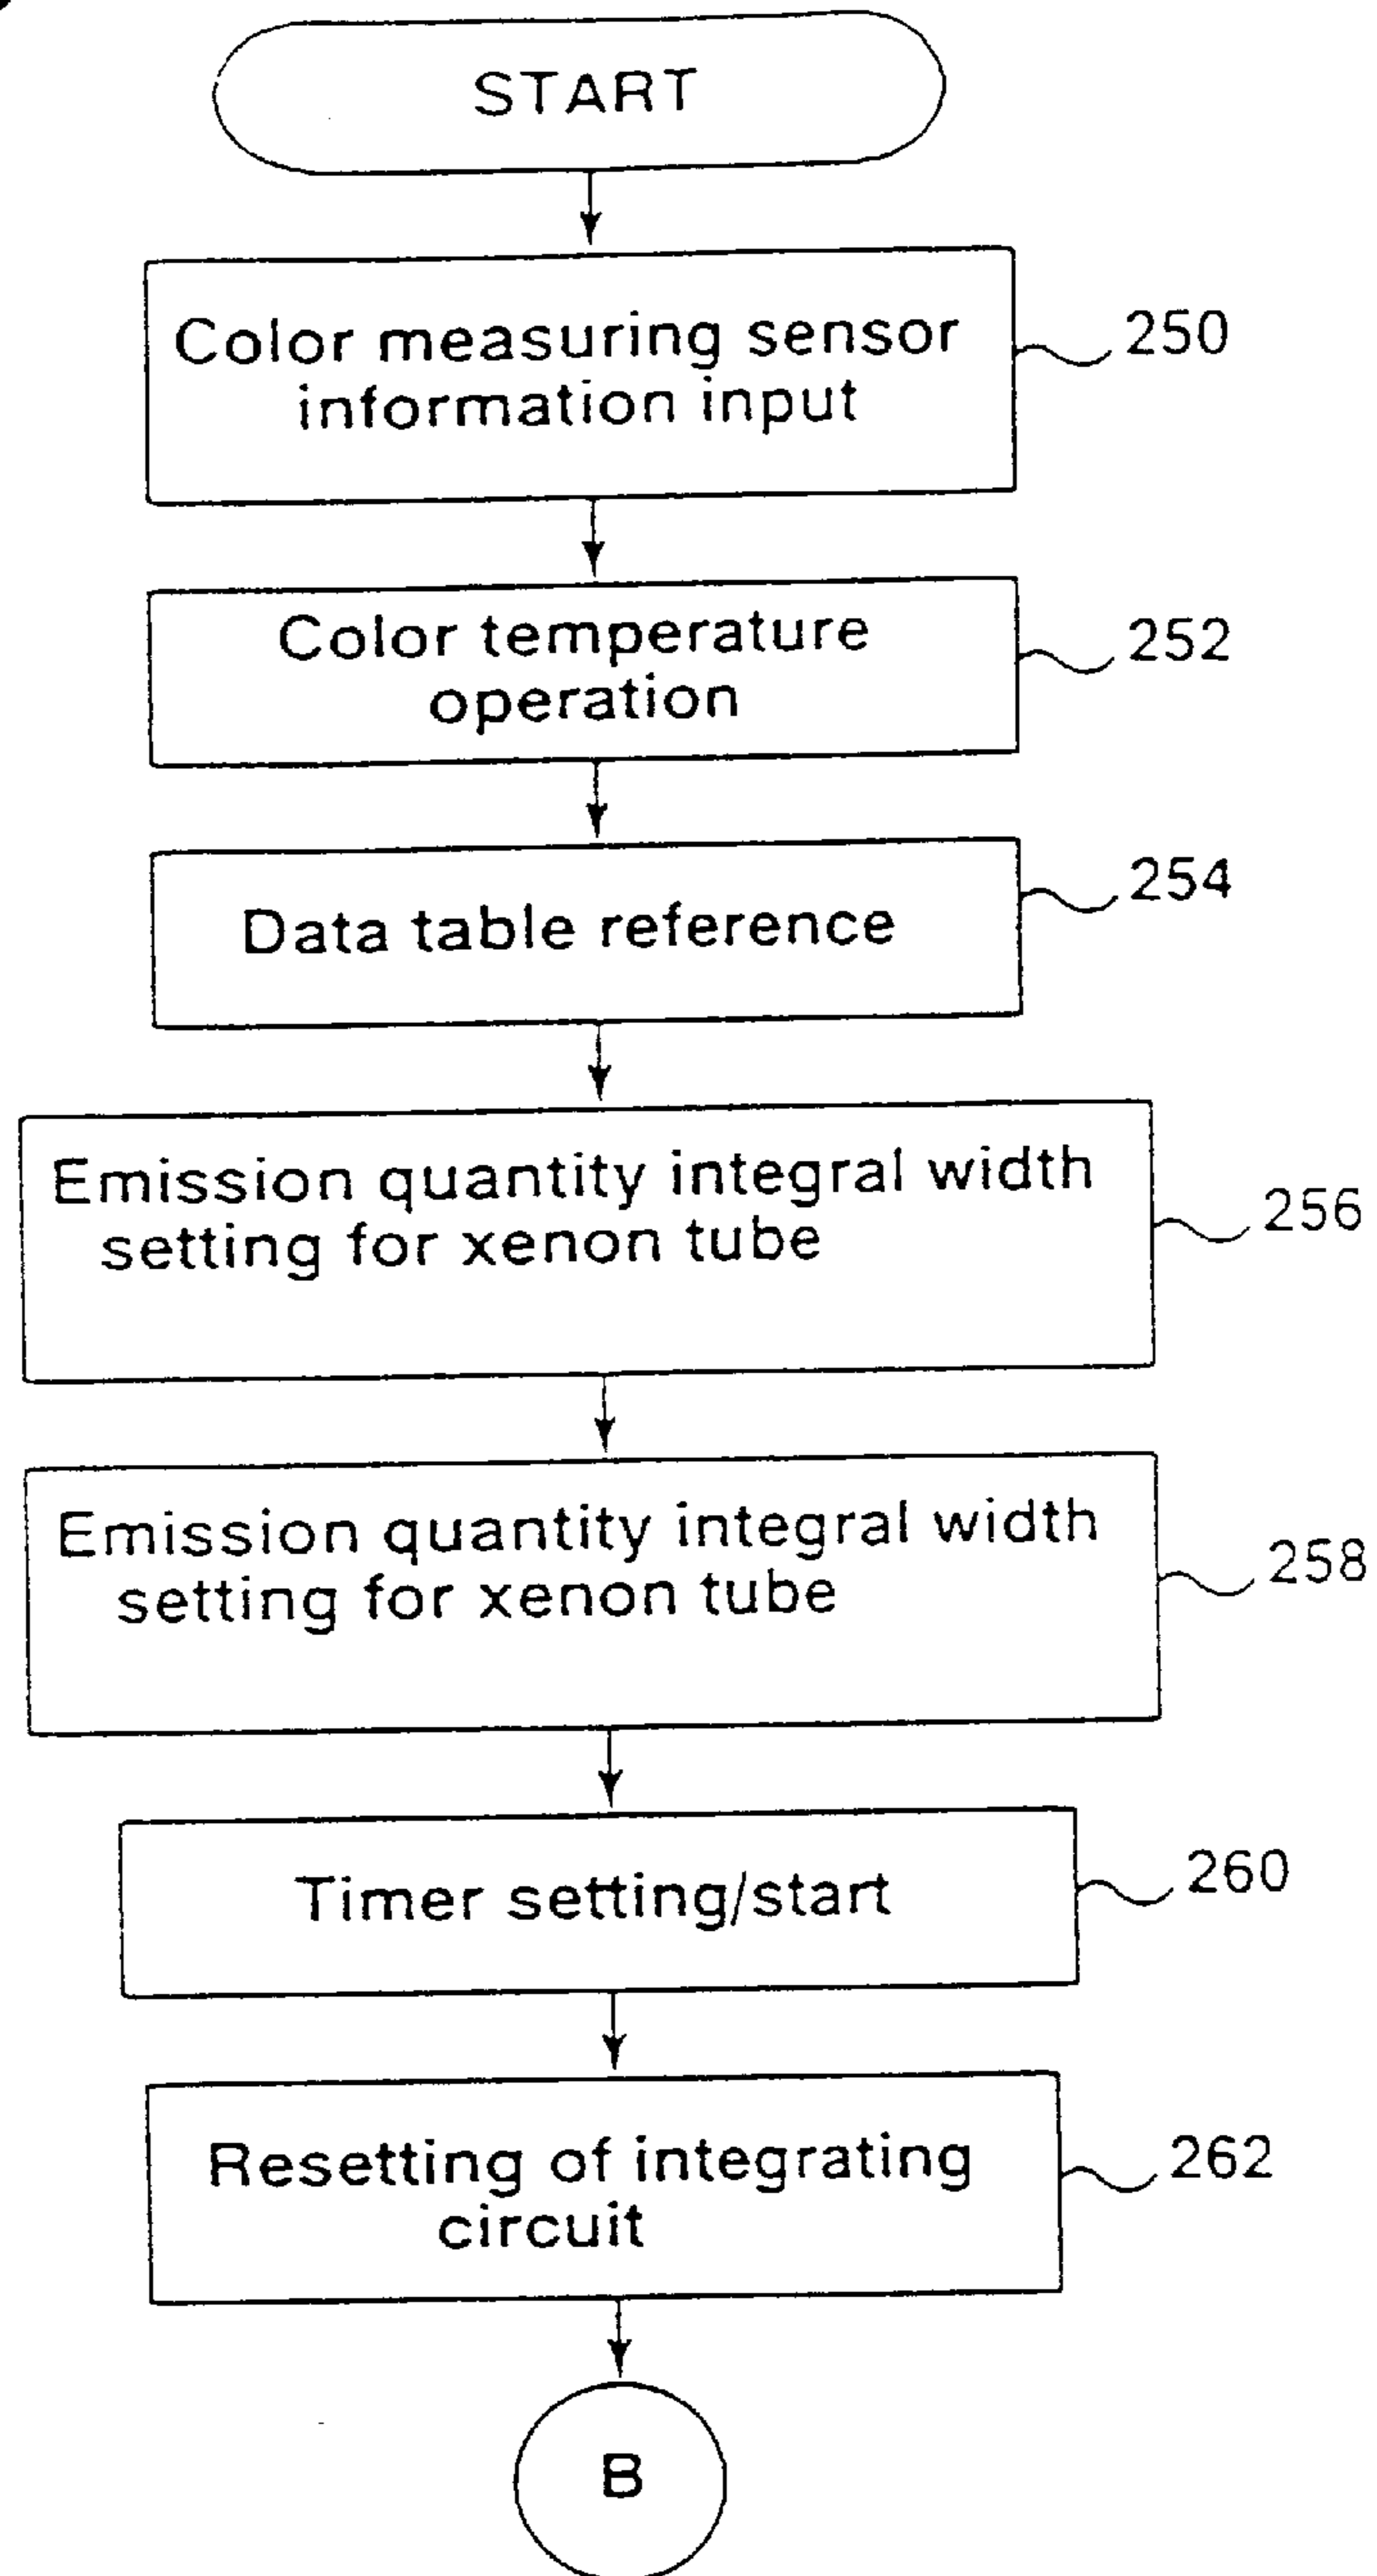 START
Color measuring sensor
information input
250
Color temperature
operation
252
Data table reference
254
Emission quantity integral width
setting for xenon tube
256
Emission quantity integral width
setting for xenon tube
258
Timer setting/start
260
Resetting of integrating
circuit
262
B